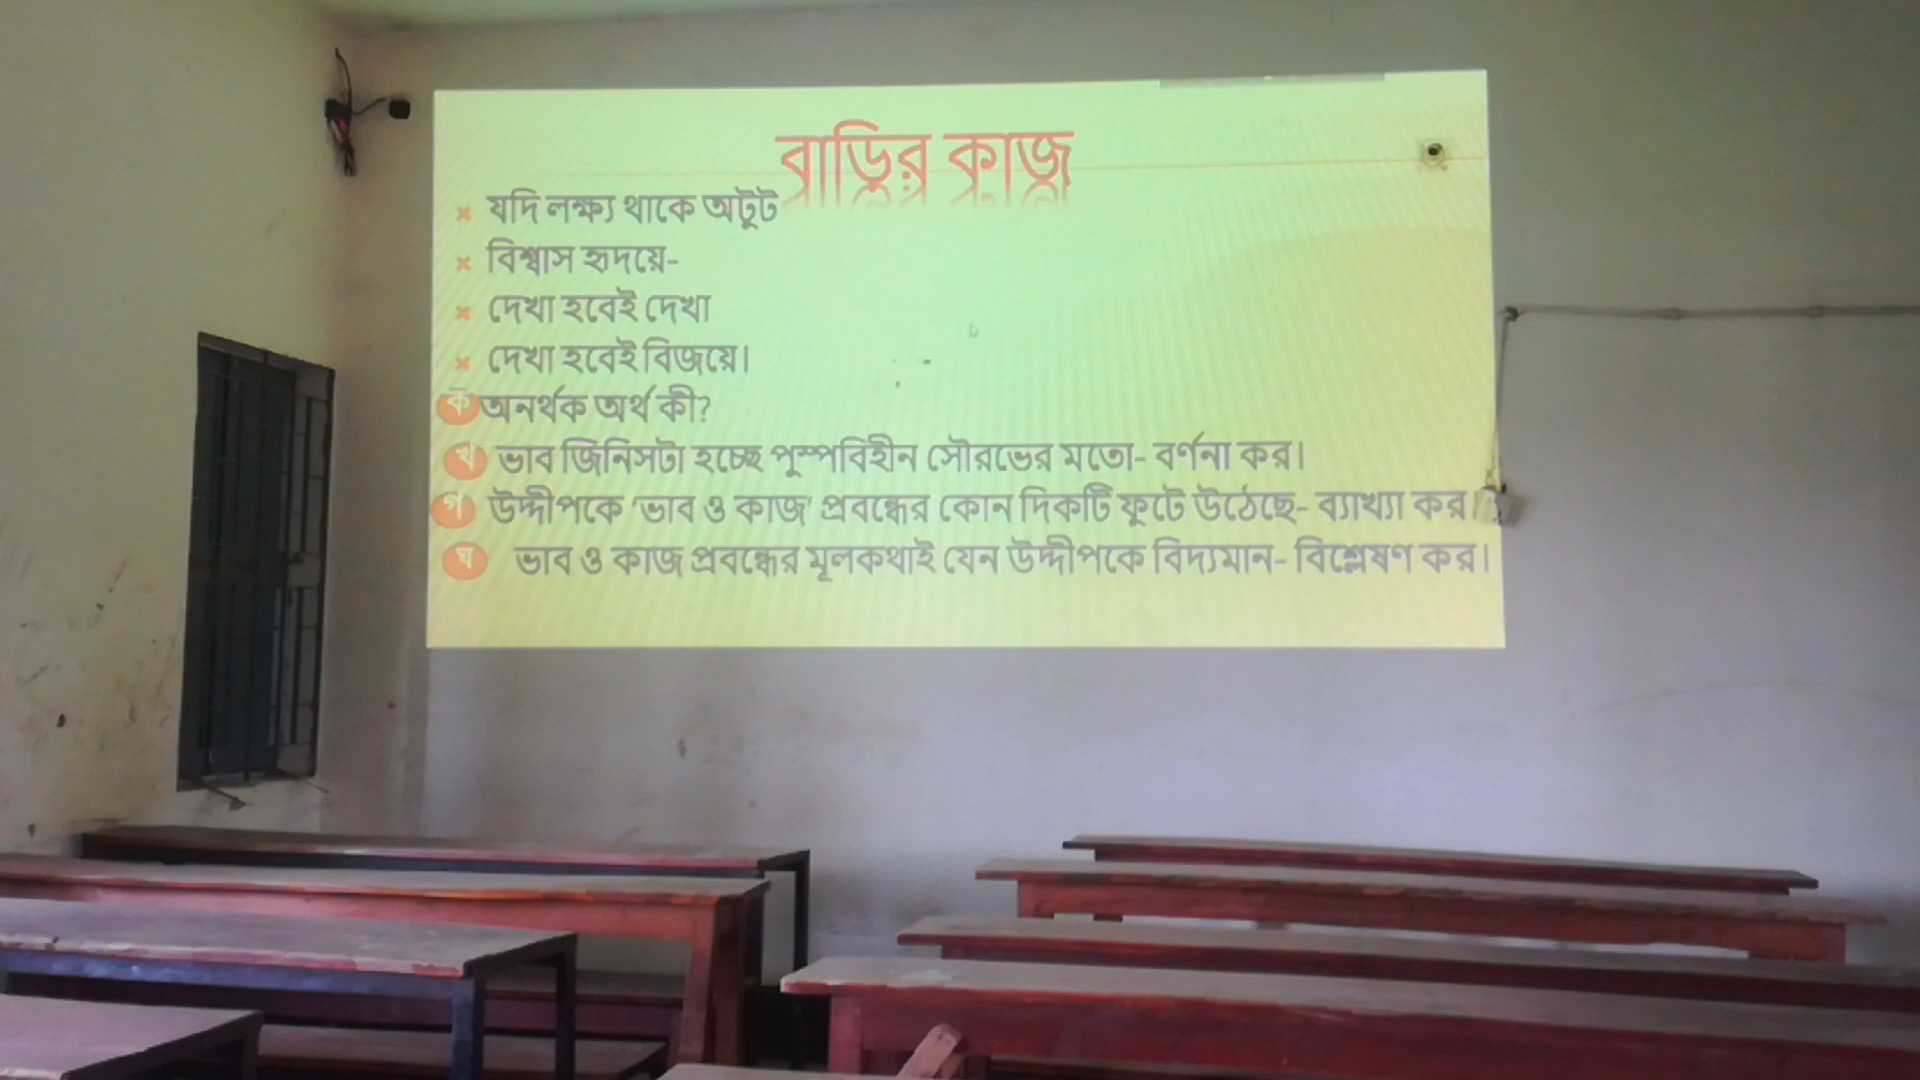 বাড়ির কাজ
যদি লক্ষ্য থাকে অটুট
বিশ্বাস হৃদয়ে-
দেখা হবেই দেখা
দেখা হবেই বিজয়ে।
ক অনর্থক অর্থ কী?
খ ভাব জিনিসটা হচ্ছে পুস্পবিহীন সৌরভের মতো- বর্ণনা কর।
গ উদ্দীপকে 'ভাব ও কাজ' প্রবন্ধের কোন দিকটি ফুটে উঠেছে- ব্যাখ্যা কর।
ঘ ভাব ও কাজ প্রবন্ধের মূলকথাই যেন উদ্দীপকে বিদ্যমান- বিশ্লেষণ কর।